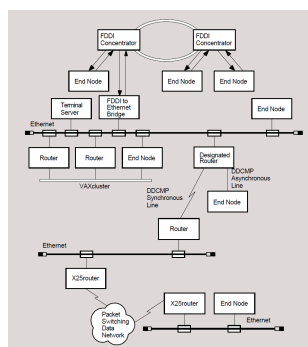 FDDI
Concentrator
FDDI
Concentrator
End Node
End Node
End Node
Terminal
Server
FDDI to
Ethernet
Bridge
End Node
Ethernet
Router
Router
End Node
Designated
Router
VAXcluster
DDCMP
Synchronous
Line
DDCMP
Asynchronous
Line
End Node
Router
Ethernet
X25router
Packet
Switching
Data
Network
X25router
End Node
Ethernet